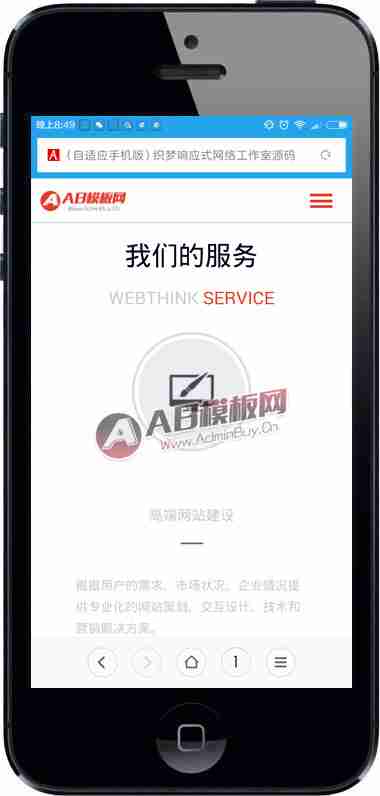 晚上8:49
（自适应手机版）织梦响应式网络工作室源码
AB模板网
我们的服务
WEBTHINK SERVICE
AB模板网
Www.AdminBuy.Cn
高端网站建设
根据用户的需求、市场状况、企业情况提
供专业化的网站策划、交互设计、技术和
营销解决方案。
1